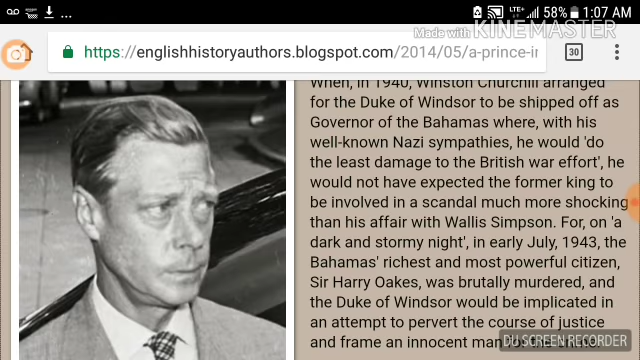 LTE+ 58% 1:07 AM
Made with KINEMASTER
https://englishhistoryauthors.blogspot.com/2014/05/a-prince-in
30
When, in 1940, Winston Churchill arranged
for the Duke of Windsor to be shipped off as
Governor of the Bahamas where, with his
well-known Nazi sympathies, he would 'do
the least damage to the British war effort', he
would not have expected the former king to
be involved in a scandal much more shocking
than his affair with Wallis Simpson. For, on 'a
dark and stormy night', in early July, 1943, the
Bahamas' richest and most powerful citizen,
Sir Harry Oakes, was brutally murdered, and
the Duke of Windsor would be implicated in
an attempt to pervert the course of justice
and frame an innocent man
DU SCREEN RECORDER